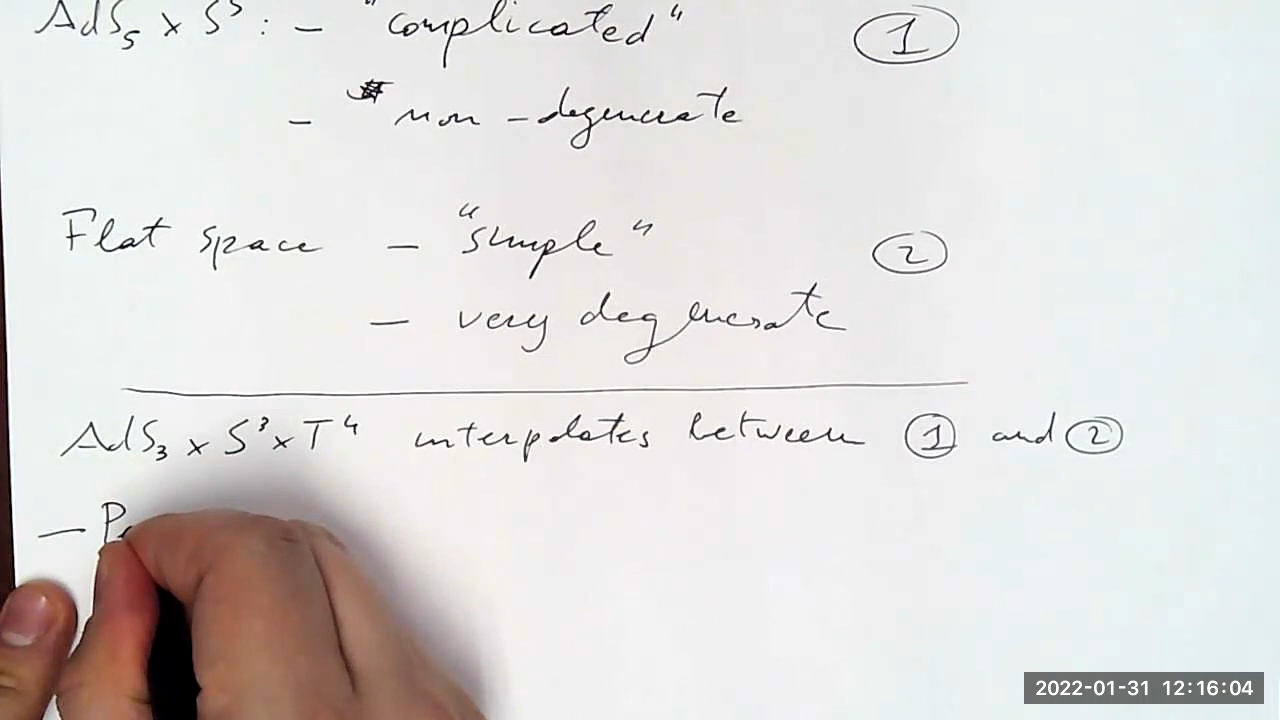 AdS₅ × S⁵ : – "complicated" ①
– non-degenerate
Flat space – "simple" ②
– very degenerate
AdS₃ × S³ × T⁴ interpolates between ① and ②
–
2022-01-31 12:16:04